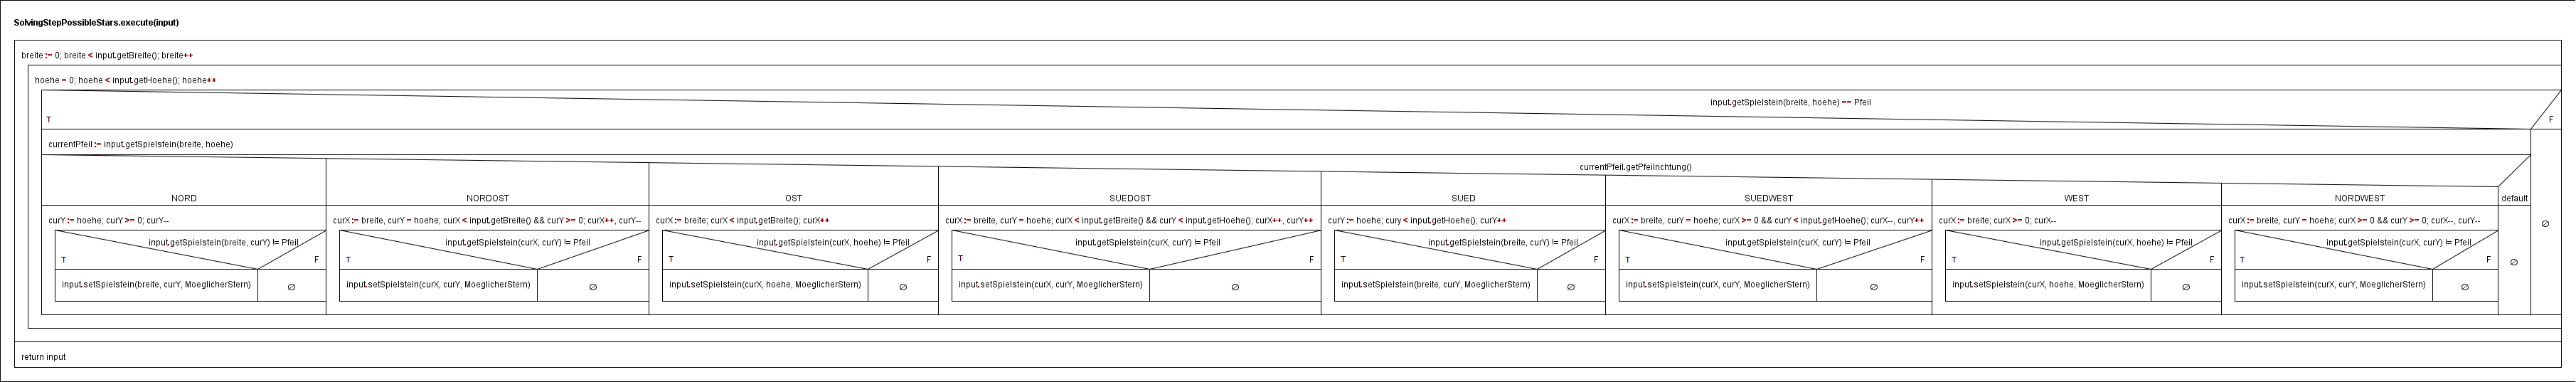 SolvingStepPossibleStars.execute(input)
breite := 0; breite < input.getBreite(); breite++
hoehe = 0; hoehe < input.getHoehe(); hoehe++
input.getSpielstein(breite, hoehe) == Pfeil
T
F
currentPfeil := input.getSpielstein(breite, hoehe)
currentPfeil.getPfeilrichtung()
NORD
NORDOST
OST
SUEDOST
SUED
SUEDWEST
WEST
NORDWEST
default
curY := hoehe; curY >= 0; curY--
input.getSpielstein(breite, curY) != Pfeil
T
F
input.setSpielstein(breite, curY, MoeglicherStern)
∅
curX := breite, curY = hoehe; curX < input.getBreite() && curY >= 0; curX++, curY--
input.getSpielstein(curX, curY) != Pfeil
T
F
input.setSpielstein(curX, curY, MoeglicherStern)
∅
curX := breite; curX < input.getBreite(); curX++
input.getSpielstein(curX, hoehe) != Pfeil
T
F
input.setSpielstein(curX, hoehe, MoeglicherStern)
∅
curX := breite, curY = hoehe; curX < input.getBreite() && curY < input.getHoehe(); curX++, curY++
input.getSpielstein(curX, curY) != Pfeil
T
F
input.setSpielstein(curX, curY, MoeglicherStern)
∅
curY := hoehe; cury < input.getHoehe(); curY++
input.getSpielstein(breite, curY) != Pfeil
T
F
input.setSpielstein(breite, curY, MoeglicherStern)
∅
curX := breite, curY = hoehe; curX >= 0 && curY < input.getHoehe(); curX--, curY++
input.getSpielstein(curX, curY) != Pfeil
T
F
input.setSpielstein(curX, curY, MoeglicherStern)
∅
curX := breite; curX >= 0; curX--
input.getSpielstein(curX, hoehe) != Pfeil
T
F
input.setSpielstein(curX, hoehe, MoeglicherStern)
∅
curX := breite, curY = hoehe; curX >= 0 && curY >= 0; curX--, curY--
input.getSpielstein(curX, curY) != Pfeil
T
F
input.setSpielstein(curX, curY, MoeglicherStern)
∅
∅
∅
return input